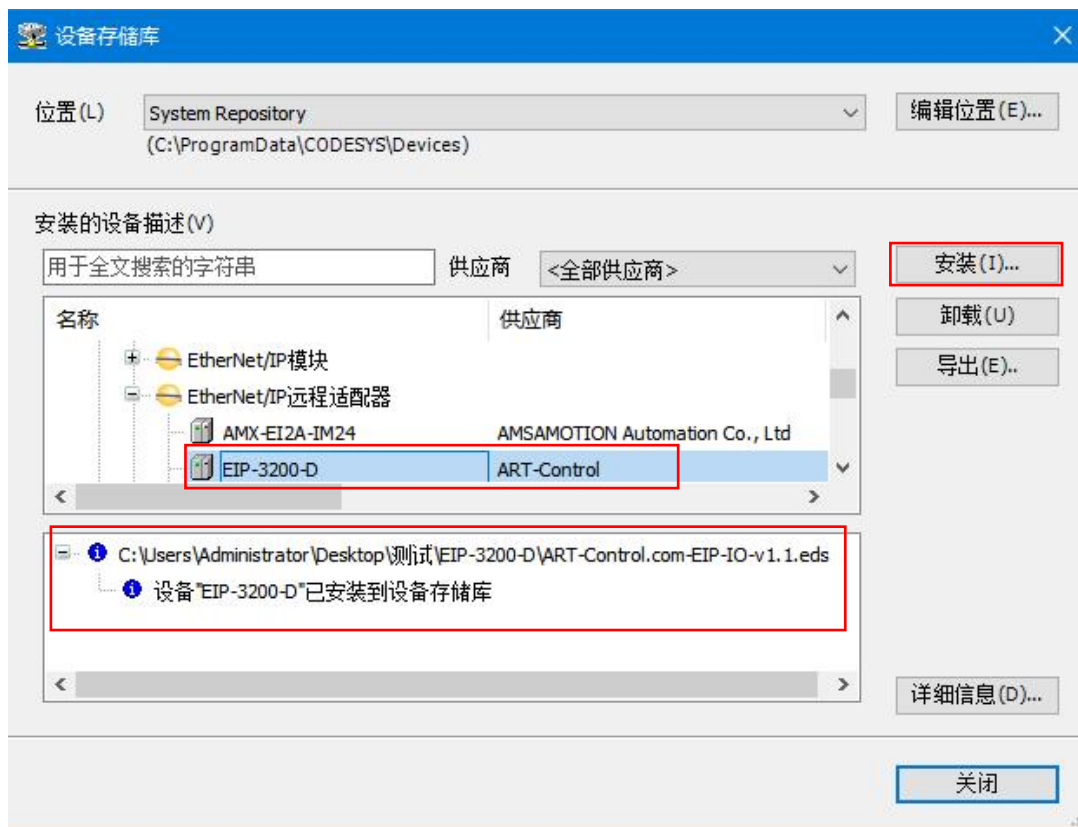 设备存储库
位置(L) System Repository 编辑位置(E)...
(C:\ProgramData\CODESYS\Devices)
安装的设备描述(V)
用于全文搜索的字符串 供应商 <全部供应商> 安装(I)...
名称 供应商 卸载(U)
EtherNet/IP模块 导出(E)..
EtherNet/IP远程适配器
AMX-EI2A-IM24 AMSAMOTION Automation Co., Ltd
EIP-3200-D ART-Control
C:\Users\Administrator\Desktop\测试\EIP-3200-D\ART-Control.com-EIP-IO-v1.1.eds
设备"EIP-3200-D"已安装到设备存储库
详细信息(D)...
关闭